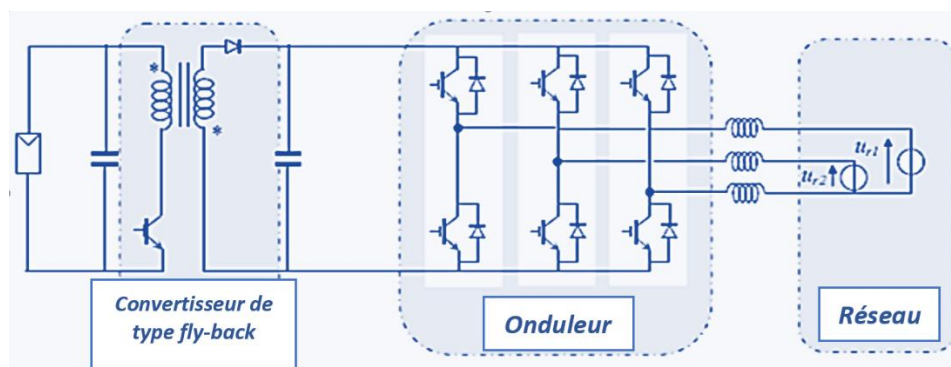 *
*
u_r1
u_r2
Convertisseur de
type fly-back
Onduleur
Réseau